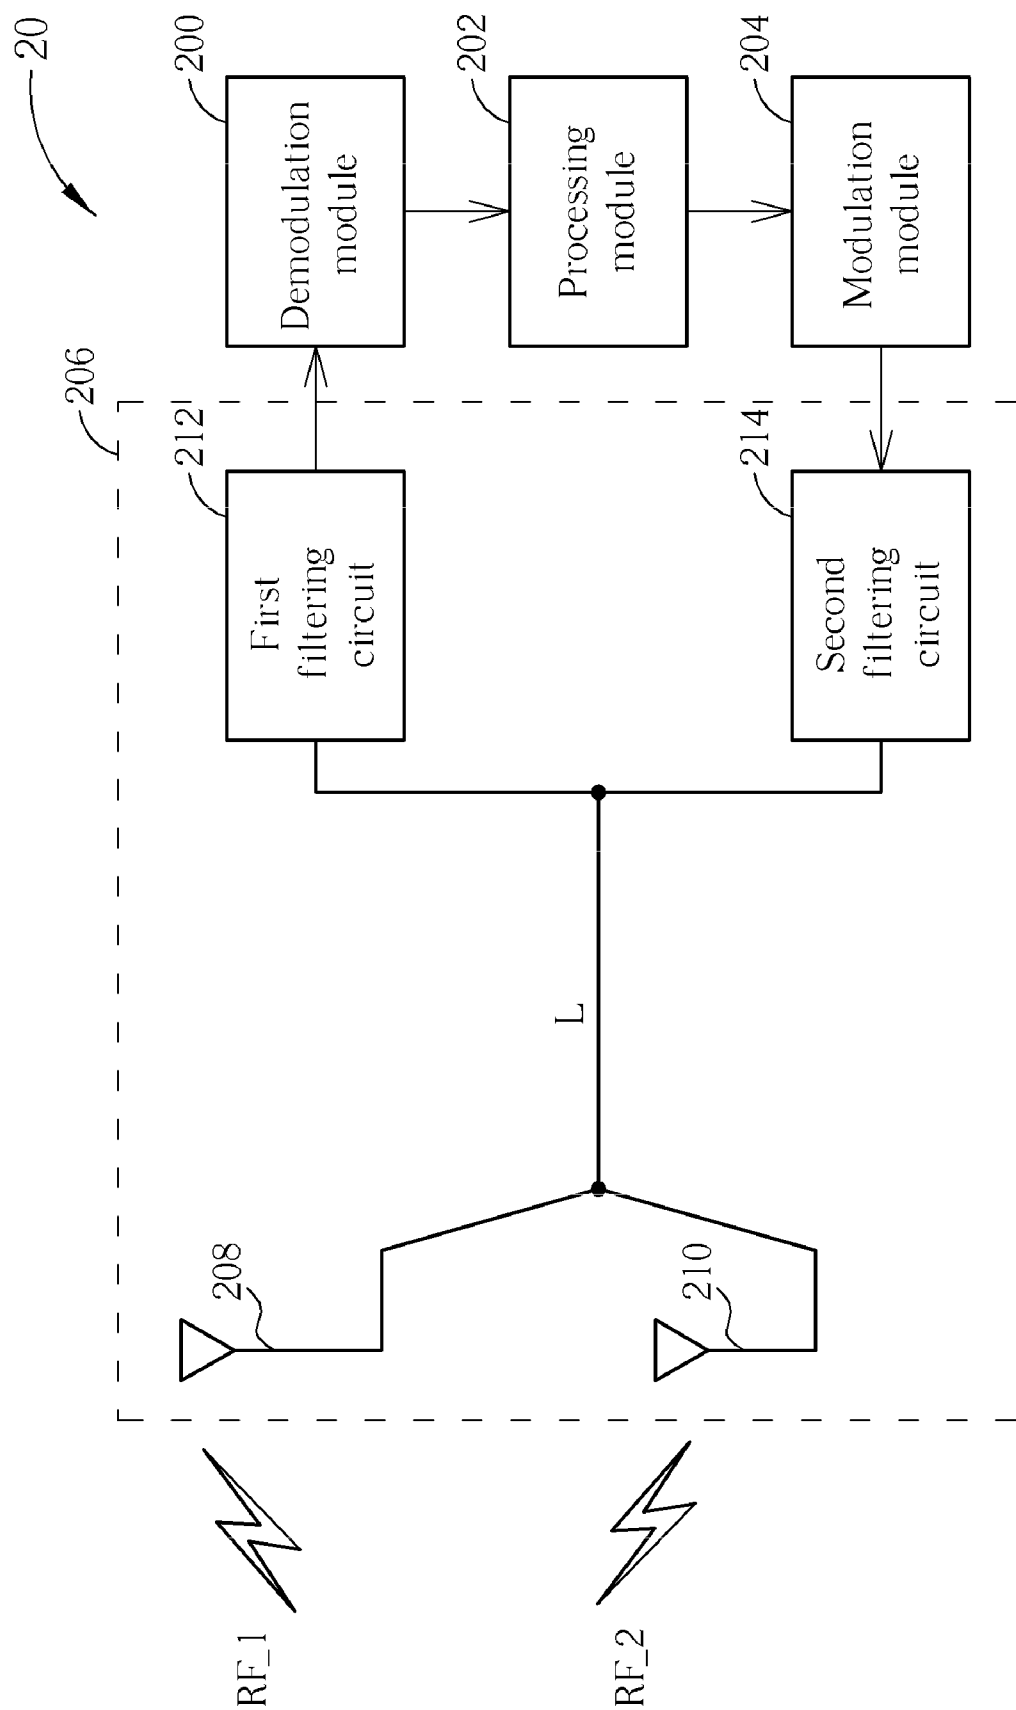 20
206
RF_1
208
212
First
filtering
circuit
200
Demodulation
module
L
202
Processing
module
RF_2
210
214
Second
filtering
circuit
204
Modulation
module